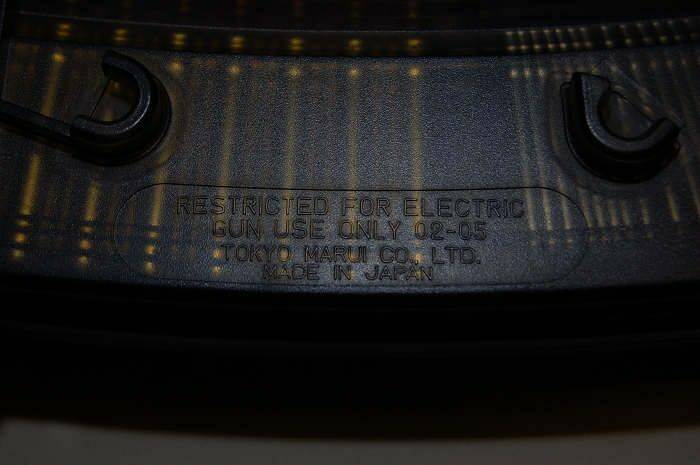 RESTRICTED FOR ELECTRIC
GUN USE ONLY 02-05
TOKYO MARUI CO., LTD.
MADE IN JAPAN